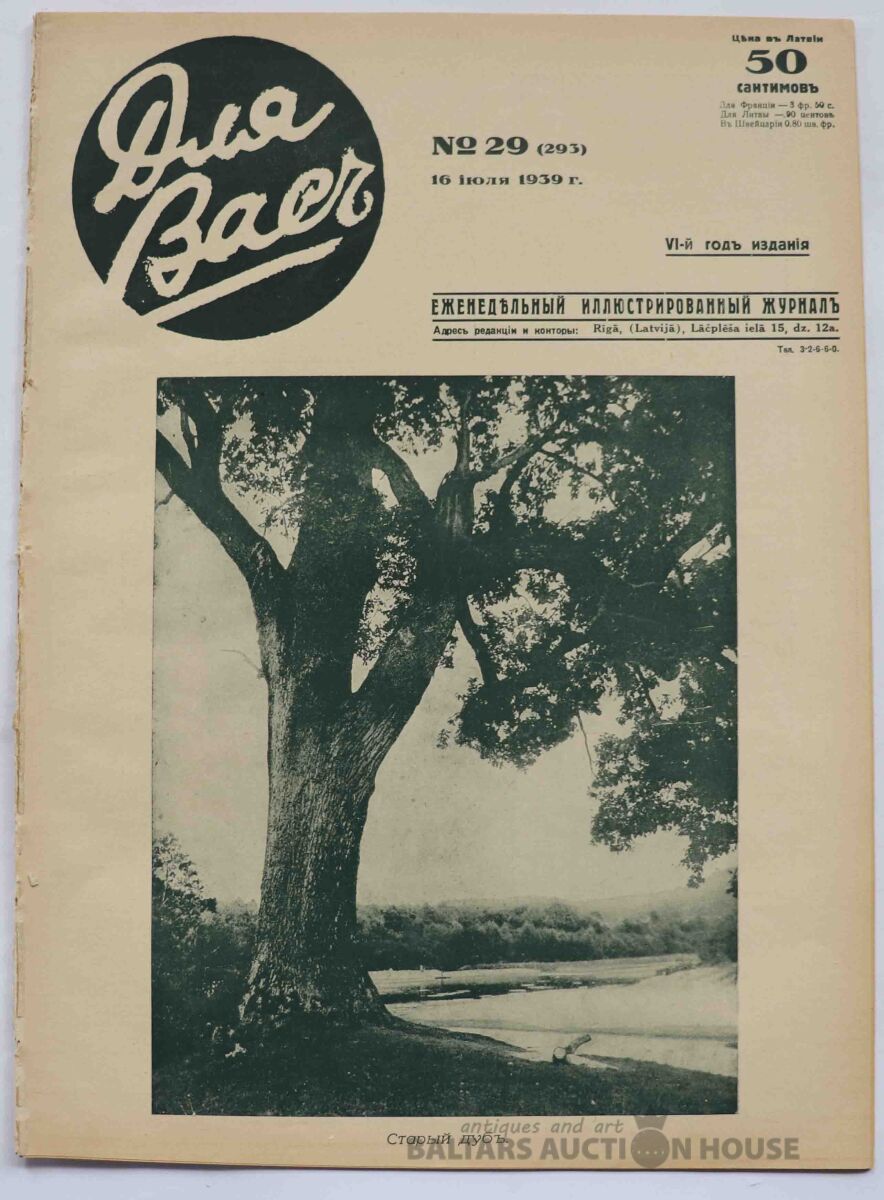 Для
Васъ
Цѣна въ Латвіи
50
сантимовъ
Для Франціи — 3 фр. 50 с.
Для Литвы — 90 центовъ
Въ Швейцаріи 0.80 шв. фр.
№ 29 (293)
16 іюля 1939 г.
VI-й годъ изданія
ЕЖЕНЕДѢЛЬНЫЙ ИЛЛЮСТРИРОВАННЫЙ ЖУРНАЛЪ
Адресъ редакціи и конторы: Rīgā, (Latvijā), Lāčplēša ielā 15, dz. 12a.
Тел. 3-2-6-6-0.
Старый дубъ.
antiques and art
BALTARS AUCTION HOUSE